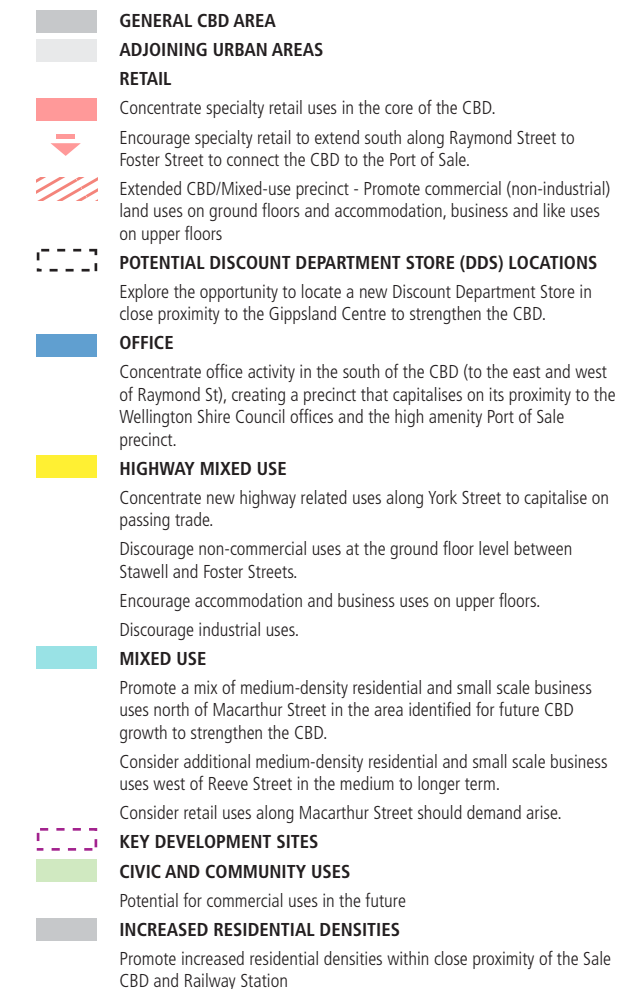 GENERAL CBD AREA
ADJOINING URBAN AREAS
RETAIL
Concentrate specialty retail uses in the core of the CBD.
Encourage specialty retail to extend south along Raymond Street to
Foster Street to connect the CBD to the Port of Sale.
Extended CBD/Mixed-use precinct - Promote commercial (non-industrial)
land uses on ground floors and accommodation, business and like uses
on upper floors
POTENTIAL DISCOUNT DEPARTMENT STORE (DDS) LOCATIONS
Explore the opportunity to locate a new Discount Department Store in
close proximity to the Gippsland Centre to strengthen the CBD.
OFFICE
Concentrate office activity in the south of the CBD (to the east and west
of Raymond St), creating a precinct that capitalises on its proximity to the
Wellington Shire Council offices and the high amenity Port of Sale
precinct.
HIGHWAY MIXED USE
Concentrate new highway related uses along York Street to capitalise on
passing trade.
Discourage non-commercial uses at the ground floor level between
Stawell and Foster Streets.
Encourage accommodation and business uses on upper floors.
Discourage industrial uses.
MIXED USE
Promote a mix of medium-density residential and small scale business
uses north of Macarthur Street in the area identified for future CBD
growth to strengthen the CBD.
Consider additional medium-density residential and small scale business
uses west of Reeve Street in the medium to longer term.
Consider retail uses along Macarthur Street should demand arise.
KEY DEVELOPMENT SITES
CIVIC AND COMMUNITY USES
Potential for commercial uses in the future
INCREASED RESIDENTIAL DENSITIES
Promote increased residential densities within close proximity of the Sale
CBD and Railway Station